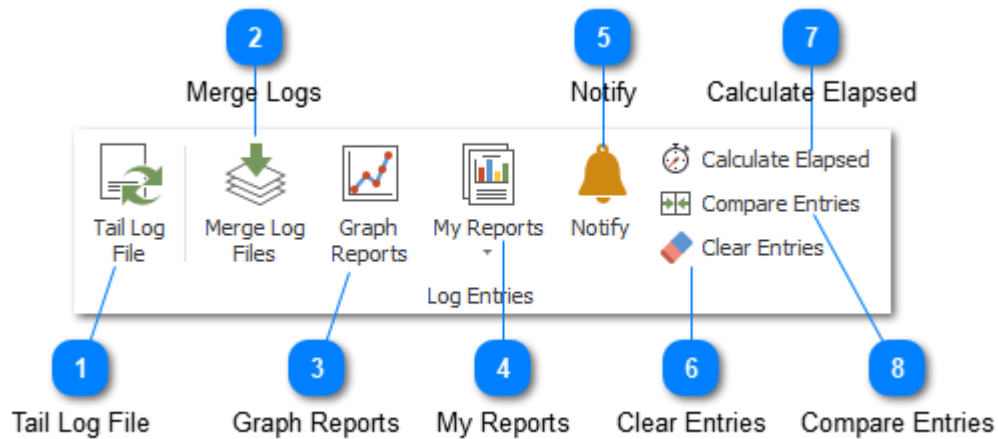 2
5
7
Merge Logs
Notify
Calculate Elapsed
Tail Log
File
Merge Log
Files
Graph
Reports
My Reports
Notify
Calculate Elapsed
Compare Entries
Clear Entries
Log Entries
1
3
4
6
8
Tail Log File
Graph Reports
My Reports
Clear Entries
Compare Entries